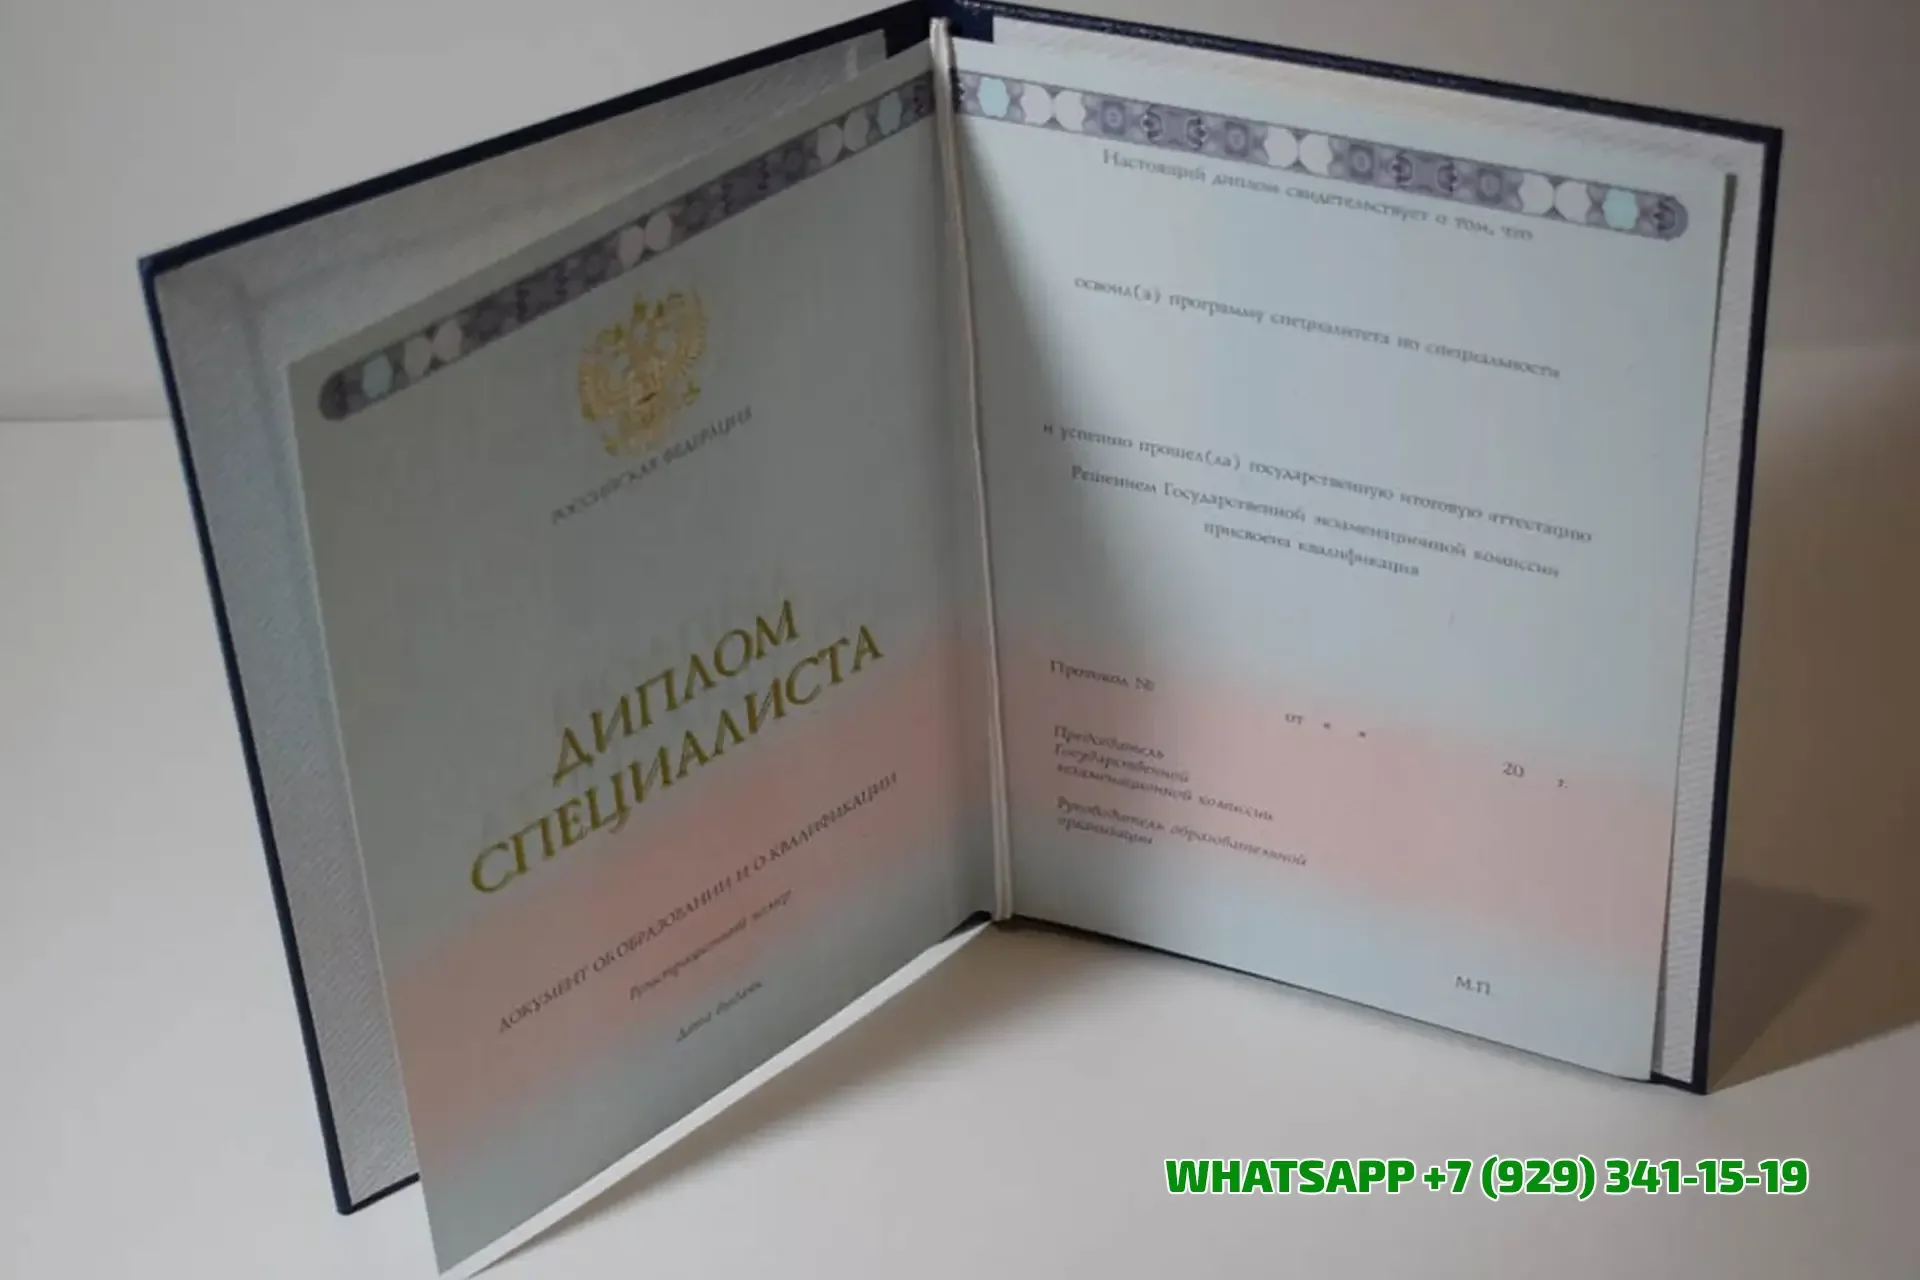 РОССИЙСКАЯ ФЕДЕРАЦИЯ
ДИПЛОМ
СПЕЦИАЛИСТА
ДОКУМЕНТ ОБ ОБРАЗОВАНИИ И О КВАЛИФИКАЦИИ
Регистрационный номер
Дата выдачи
Настоящий диплом свидетельствует о том, что
освоил(а) программу специалитета по специальности
и успешно прошел(ла) государственную итоговую аттестацию
Решением Государственной экзаменационной комиссии
присвоена квалификация
Протокол №
от « »
20 г.
Председатель
Государственной
экзаменационной комиссии
Руководитель образовательной
организации
М.П.
WHATSAPP +7 (929) 341-15-19